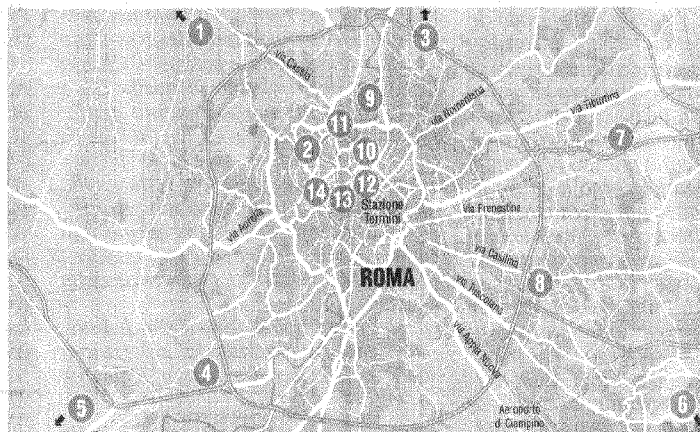 1
3
via Cassia
9
via Nomentana
via Tiburtina
11
7
2
10
14
12
13
Stazione
Termini
via Prenestina
via Aurelia
via Casilina
ROMA
8
via Tuscolana
via Appia Nuova
4
5
6
Aeroporto
di Ciampino